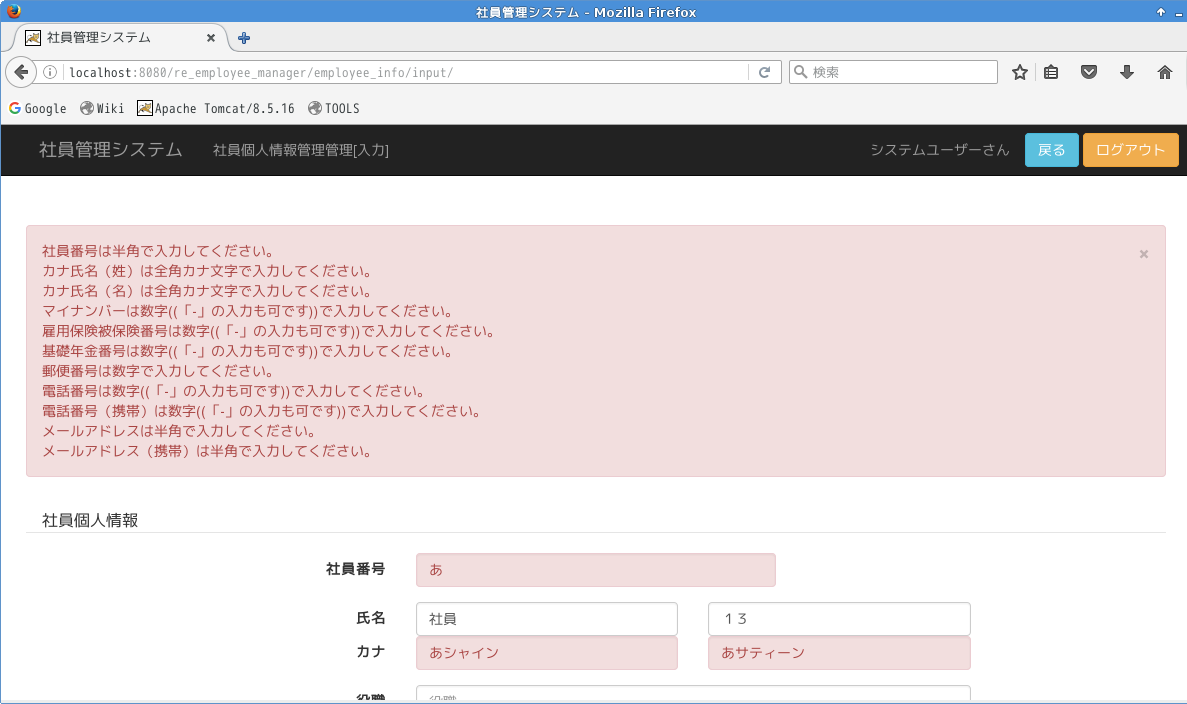 社員管理システム - Mozilla Firefox
社員管理システム
localhost:8080/re_employee_manager/employee_info/input/
検索
Google Wiki Apache Tomcat/8.5.16 TOOLS
社員管理システム 社員個人情報管理管理[入力] システムユーザーさん 戻る ログアウト
社員番号は半角で入力してください。
カナ氏名（姓）は全角カナ文字で入力してください。
カナ氏名（名）は全角カナ文字で入力してください。
マイナンバーは数字((「-」の入力も可です))で入力してください。
雇用保険被保険番号は数字((「-」の入力も可です))で入力してください。
基礎年金番号は数字((「-」の入力も可です))で入力してください。
郵便番号は数字で入力してください。
電話番号は数字((「-」の入力も可です))で入力してください。
電話番号（携帯）は数字((「-」の入力も可です))で入力してください。
メールアドレスは半角で入力してください。
メールアドレス（携帯）は半角で入力してください。
社員個人情報
社員番号 あ
氏名 社員 １３
カナ あシャイン あサティーン
役職 役職